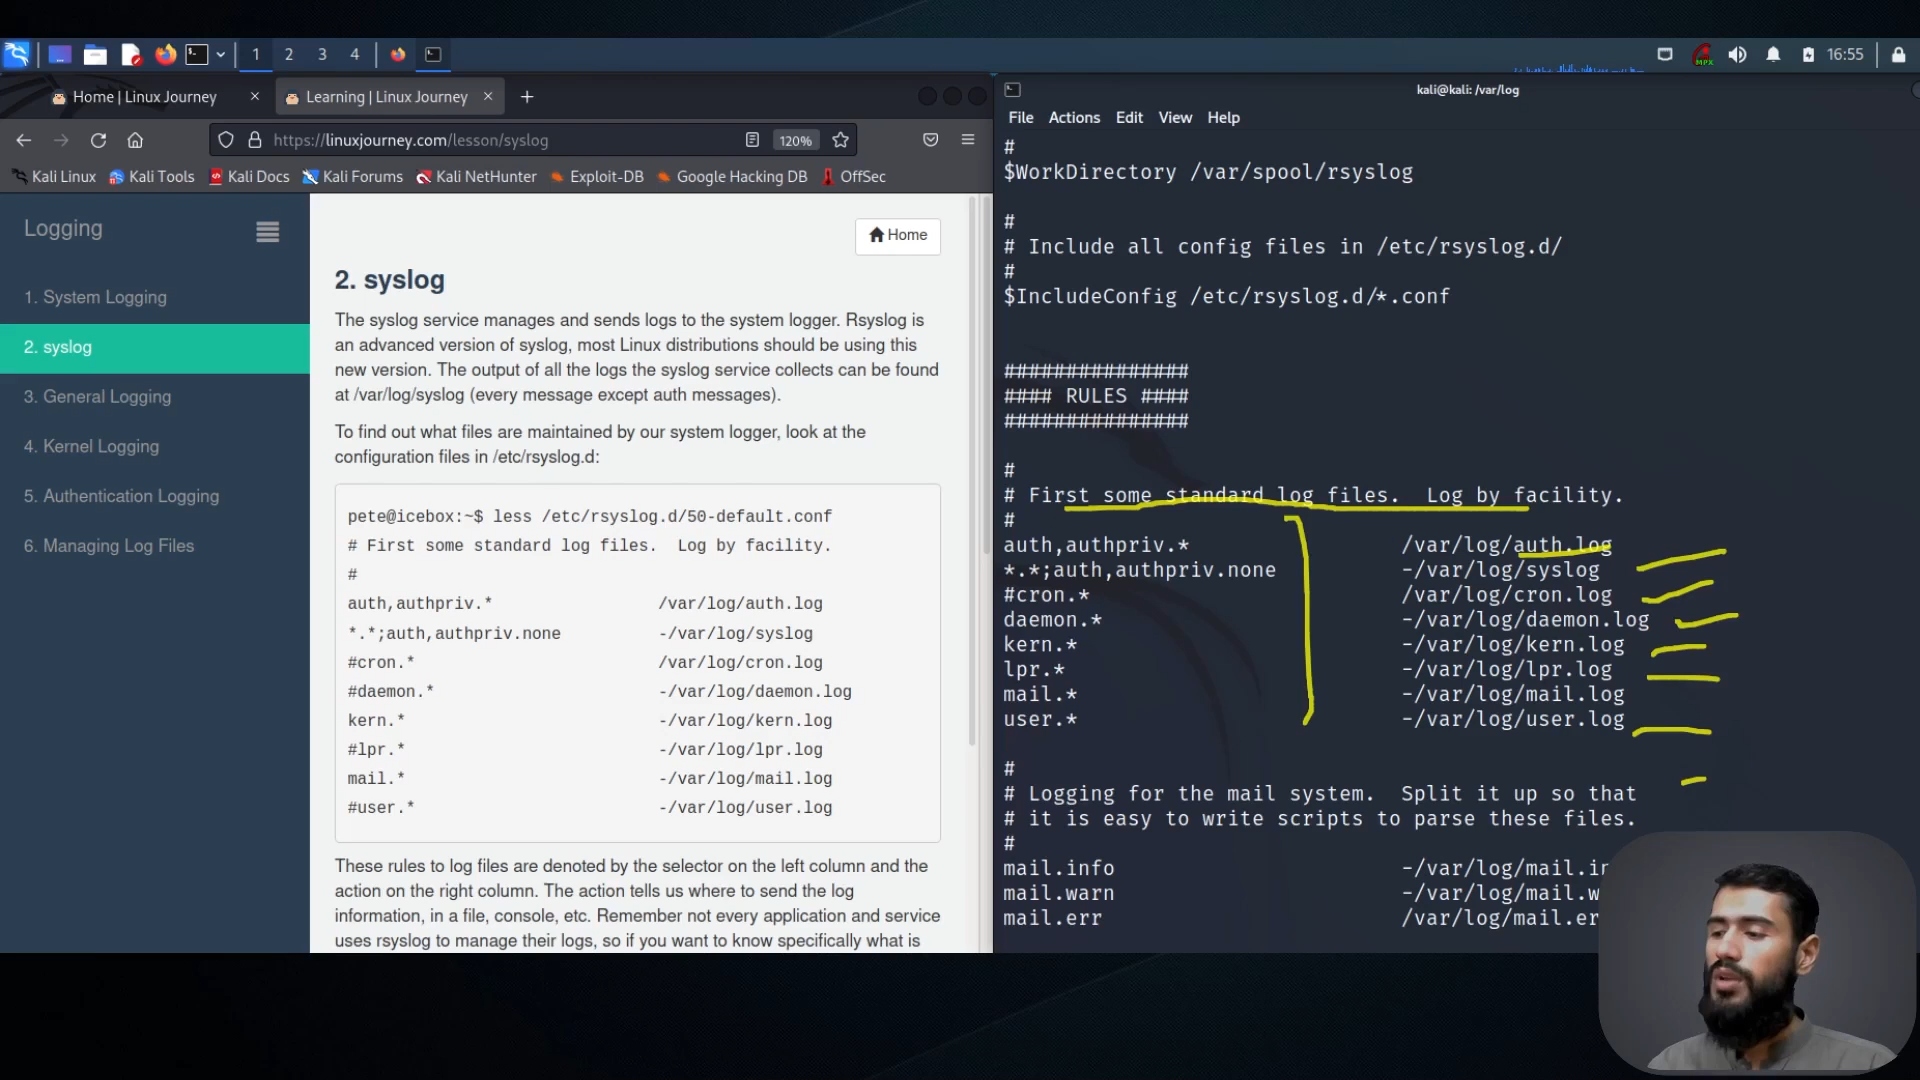 1
2
3
4
MPX
16:55
Home | Linux Journey
Learning | Linux Journey
https://linuxjourney.com/lesson/syslog
120%
Kali Linux
Kali Tools
Kali Docs
Kali Forums
Kali NetHunter
Exploit-DB
Google Hacking DB
OffSec
Logging
1. System Logging
2. syslog
3. General Logging
4. Kernel Logging
5. Authentication Logging
6. Managing Log Files
Home
2. syslog
The syslog service manages and sends logs to the system logger. Rsyslog is
an advanced version of syslog, most Linux distributions should be using this
new version. The output of all the logs the syslog service collects can be found
at /var/log/syslog (every message except auth messages).
To find out what files are maintained by our system logger, look at the
configuration files in /etc/rsyslog.d:
pete@icebox:~$ less /etc/rsyslog.d/50-default.conf
# First some standard log files.  Log by facility.
#
auth,authpriv.* /var/log/auth.log
*.*;auth,authpriv.none -/var/log/syslog
#cron.* /var/log/cron.log
#daemon.* -/var/log/daemon.log
kern.* -/var/log/kern.log
#lpr.* -/var/log/lpr.log
mail.* -/var/log/mail.log
#user.* -/var/log/user.log
These rules to log files are denoted by the selector on the left column and the
action on the right column. The action tells us where to send the log
information, in a file, console, etc. Remember not every application and service
uses rsyslog to manage their logs, so if you want to know specifically what is
kali@kali: /var/log
File Actions Edit View Help
#
$WorkDirectory /var/spool/rsyslog
#
# Include all config files in /etc/rsyslog.d/
#
$IncludeConfig /etc/rsyslog.d/*.conf
###############
#### RULES ####
###############
#
# First some standard log files.  Log by facility.
#
auth,authpriv.* /var/log/auth.log
*.*;auth,authpriv.none -/var/log/syslog
#cron.* /var/log/cron.log
daemon.* -/var/log/daemon.log
kern.* -/var/log/kern.log
lpr.* -/var/log/lpr.log
mail.* -/var/log/mail.log
user.* -/var/log/user.log
#
# Logging for the mail system.  Split it up so that
# it is easy to write scripts to parse these files.
#
mail.info -/var/log/mail.in
mail.warn -/var/log/mail.w
mail.err /var/log/mail.er